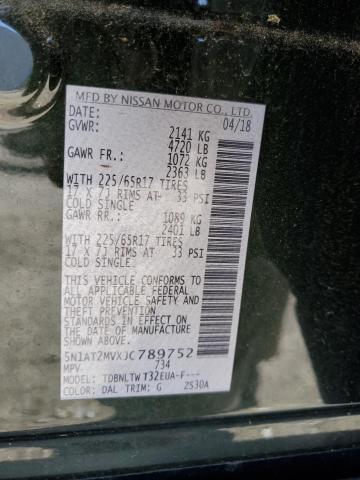 MFD BY NISSAN MOTOR CO., LTD.
DATE: 04/18
GVWR: 2141 KG
4720 LB
GAWR FR.: 1072 KG
2363 LB
WITH 225/65R17 TIRES
17 X 7J RIMS AT 33 PSI
COLD SINGLE
GAWR RR: 1089 KG
2401 LB
WITH 225/65R17 TIRES
17 X 7J RIMS AT 33 PSI
COLD SINGLE
THIS VEHICLE CONFORMS TO
ALL APPLICABLE FEDERAL
MOTOR VEHICLE SAFETY AND
THEFT PREVENTION
STANDARDS IN EFFECT ON THE
DATE OF MANUFACTURE
SHOWN ABOVE.
5N1AT2MVXJC789752
MPV 734
MODEL: TDBNLTW T32EUA-F---
COLOR: DAL TRIM: G 2S30A